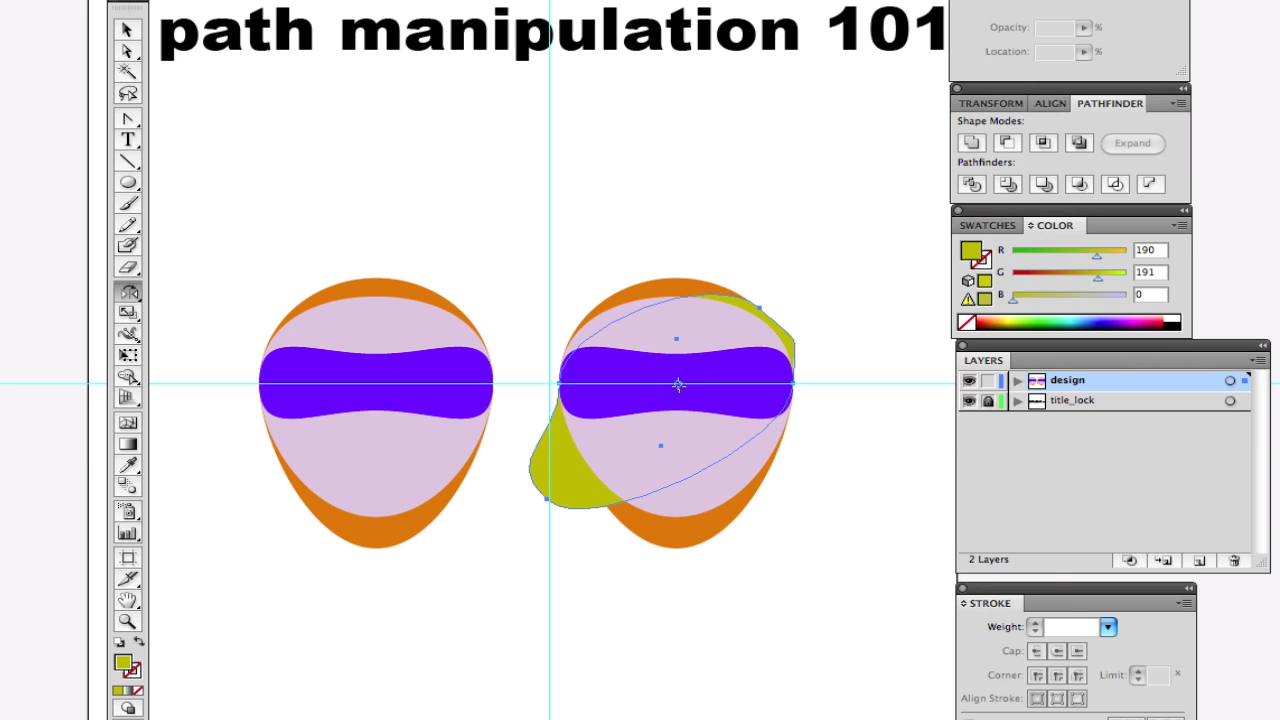 path manipulation 101
Opacity: %
Location: %
TRANSFORM ALIGN PATHFINDER
Shape Modes:
Expand
Pathfinders:
SWATCHES COLOR
R 190
G 191
B 0
LAYERS
design
title_lock
2 Layers
STROKE
Weight:
Cap:
Corner: Limit: x
Align Stroke:
T